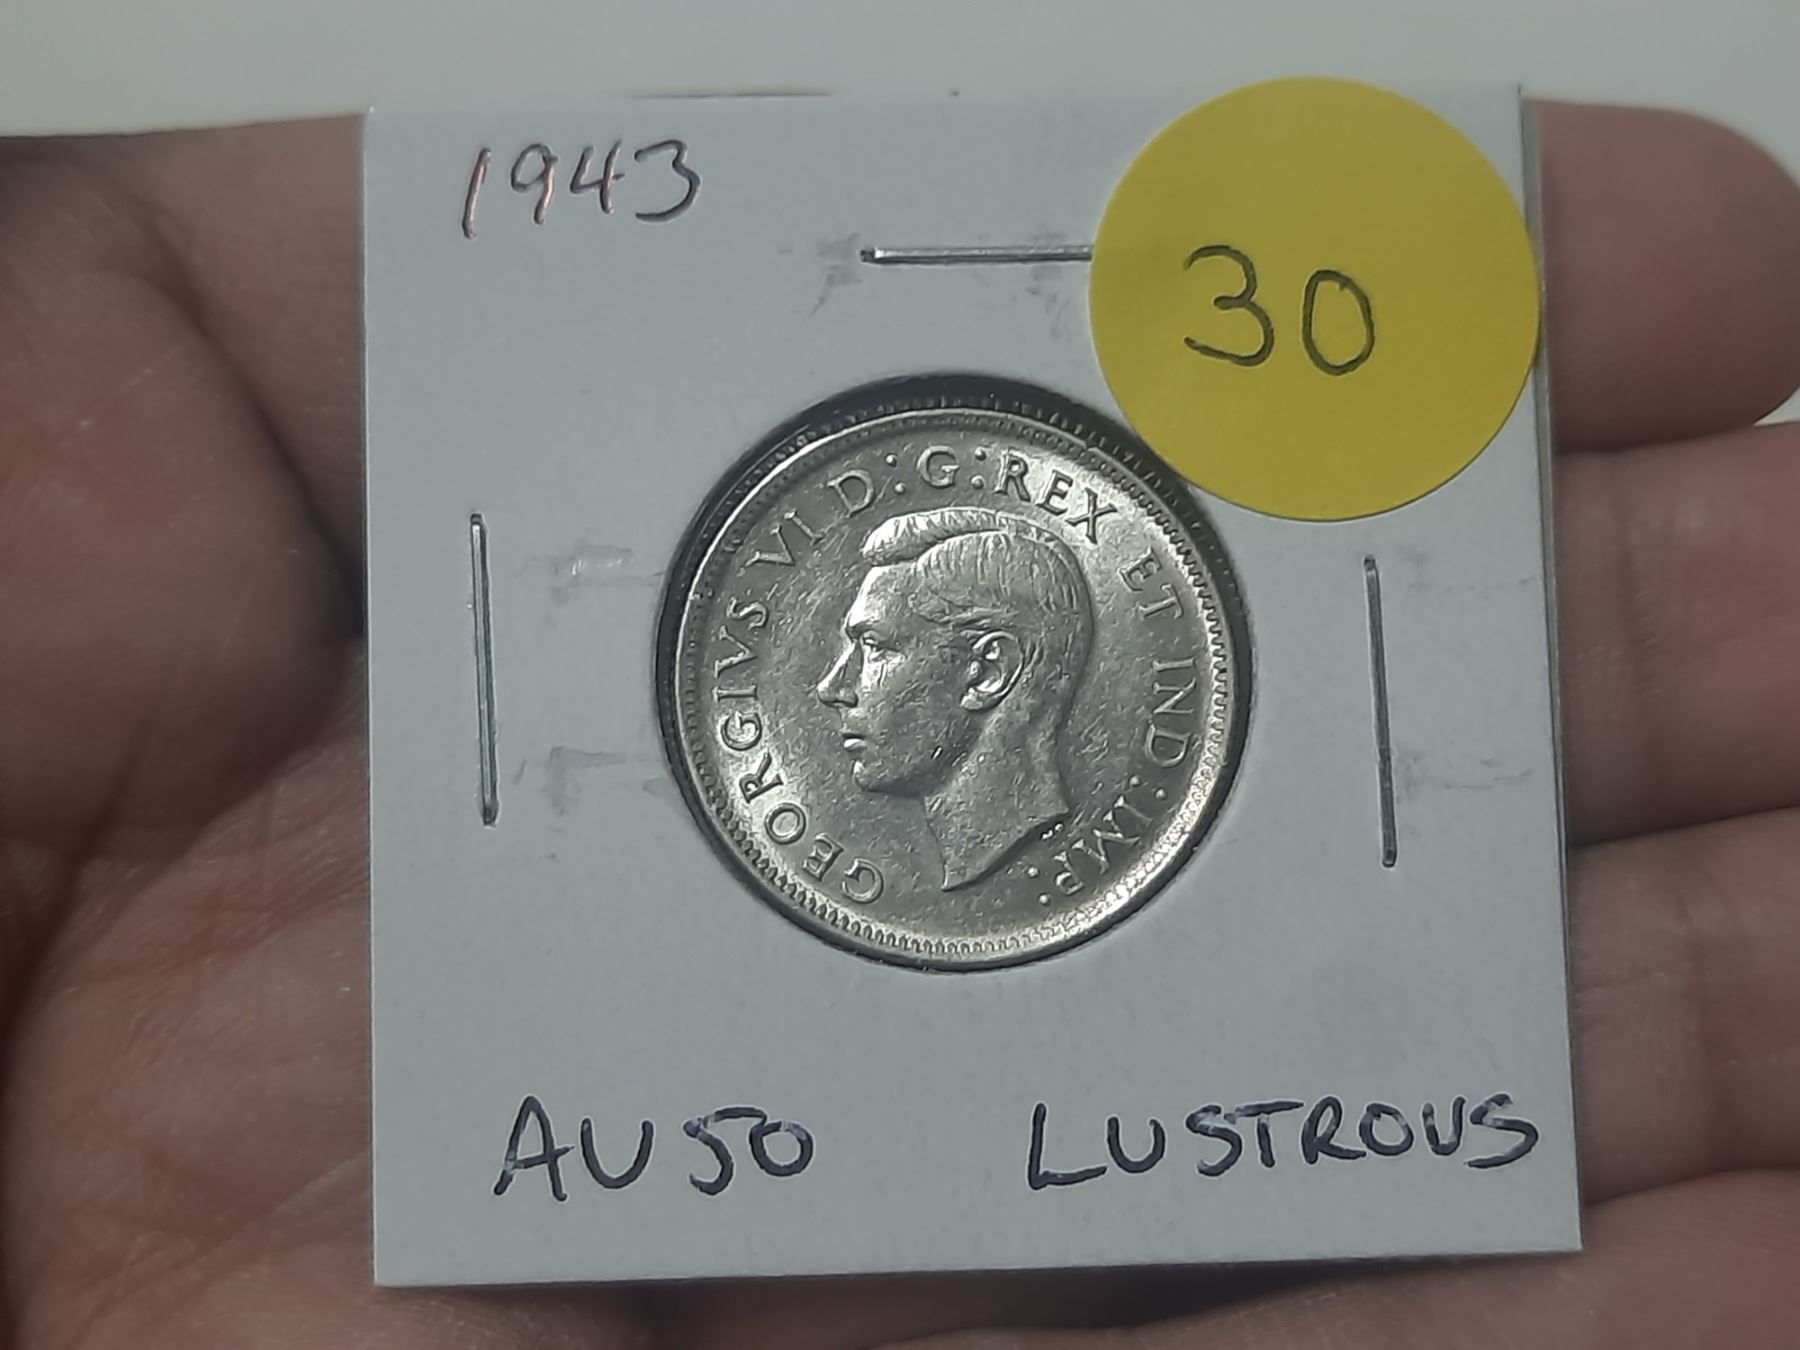 1943
30
GEORGIVS VI D:G:REX ET IND:IMP:
AU50 LUSTROUS